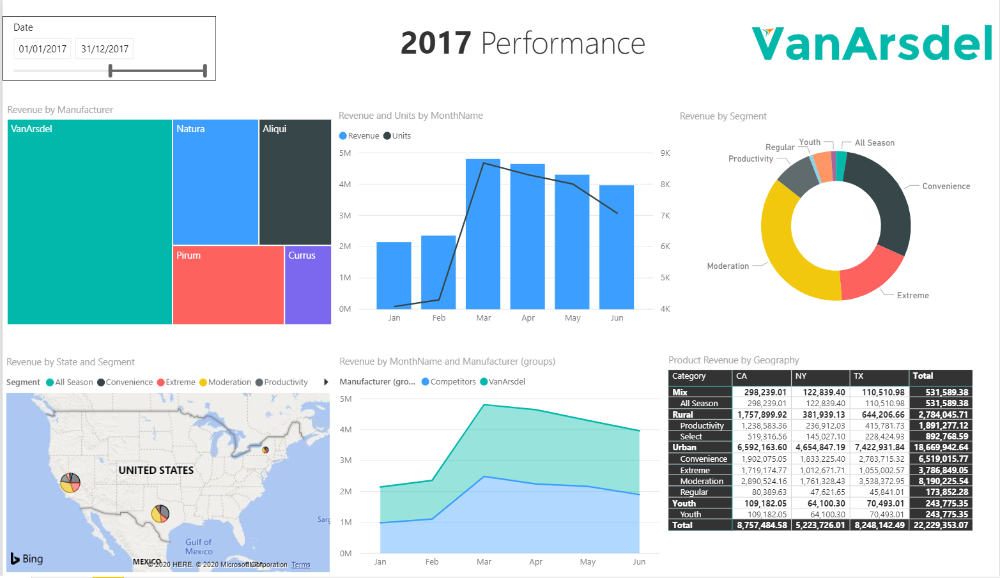 Date
01/01/2017 31/12/2017
2017 Performance
VanArsdel
Revenue by Manufacturer
VanArsdel
Natura
Aliqui
Pirum
Currus
Revenue and Units by MonthName
Revenue Units
5M 9K
4M 8K
3M 7K
2M 6K
1M 5K
0M 4K
Jan Feb Mar Apr May Jun
Revenue by Segment
Youth
All Season
Regular
Productivity
Convenience
Moderation
Extreme
Revenue by State and Segment
Segment All Season Convenience Extreme Moderation Productivity
UNITED STATES
Sarg
Gulf of
Mexico
MEXICO
Bing
© 2020 HERE, © 2020 Microsoft Corporation Terms
Revenue by MonthName and Manufacturer (groups)
Manufacturer (gro... Competitors VanArsdel
5M
4M
3M
2M
1M
0M
Jan Feb Mar Apr May Jun
Product Revenue by Geography
Category CA NY TX Total
Mix 298,239.01 122,839.40 110,510.98 531,589.38
All Season 298,239.01 122,839.40 110,510.98 531,589.38
Rural 1,757,899.92 381,939.13 644,206.66 2,784,045.71
Productivity 1,238,583.36 236,912.03 415,781.73 1,891,277.12
Select 519,316.56 145,027.10 228,424.93 892,768.59
Urban 6,592,163.60 4,654,847.19 7,422,931.84 18,669,942.64
Convenience 1,902,075.05 1,833,225.40 2,783,715.32 6,519,015.77
Extreme 1,719,174.77 1,012,671.71 1,055,002.57 3,786,849.05
Moderation 2,890,524.16 1,761,328.43 3,538,372.95 8,190,225.54
Regular 80,389.63 47,621.65 45,841.01 173,852.28
Youth 109,182.05 64,100.30 70,493.01 243,775.35
Youth 109,182.05 64,100.30 70,493.01 243,775.35
Total 8,757,484.58 5,223,726.01 8,248,142.49 22,229,353.07